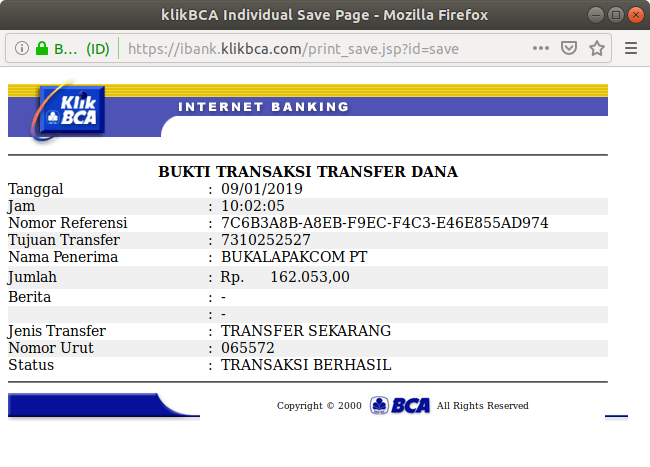 klikBCA Individual Save Page - Mozilla Firefox
B... (ID) https://ibank.klikbca.com/print_save.jsp?id=save
Klik BCA
INTERNET BANKING
BUKTI TRANSAKSI TRANSFER DANA
Tanggal : 09/01/2019
Jam : 10:02:05
Nomor Referensi : 7C6B3A8B-A8EB-F9EC-F4C3-E46E855AD974
Tujuan Transfer : 7310252527
Nama Penerima : BUKALAPAKCOM PT
Jumlah : Rp. 162.053,00
Berita : -
: -
Jenis Transfer : TRANSFER SEKARANG
Nomor Urut : 065572
Status : TRANSAKSI BERHASIL
Copyright © 2000 BCA All Rights Reserved